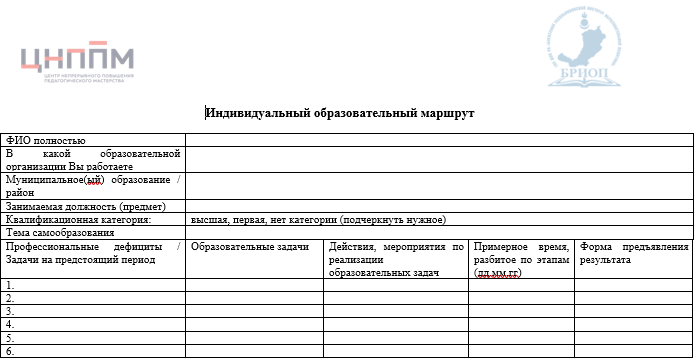 ЦНППМ
ЦЕНТР НЕПРЕРЫВНОГО ПОВЫШЕНИЯ
ПЕДАГОГИЧЕСКОГО МАСТЕРСТВА
БРИОП
Индивидуальный образовательный маршрут
ФИО полностью
В какой образовательной
организации Вы работаете
Муниципальное(ый) образование /
район
Занимаемая должность (предмет)
Квалификационная категория: высшая, первая, нет категории (подчеркнуть нужное)
Тема самообразования
Профессиональные дефициты /
Задачи на предстоящий период
Образовательные задачи
Действия, мероприятия по
реализации
образовательных задач
Примерное время,
разбитое по этапам
(дд.мм.гг)
Форма предъявления
результата
1.
2.
3.
4.
5.
6.